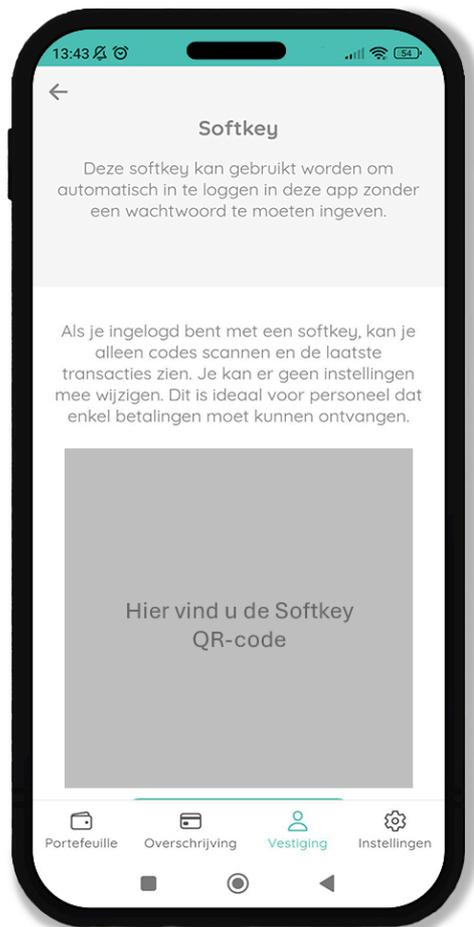 13:43
54
Softkey
Deze softkey kan gebruikt worden om
automatisch in te loggen in deze app zonder
een wachtwoord te moeten ingeven.
Als je ingelogd bent met een softkey, kan je
alleen codes scannen en de laatste
transacties zien. Je kan er geen instellingen
mee wijzigen. Dit is ideaal voor personeel dat
enkel betalingen moet kunnen ontvangen.
Hier vind u de Softkey
QR-code
Portefeuille Overschrijving Vestiging Instellingen